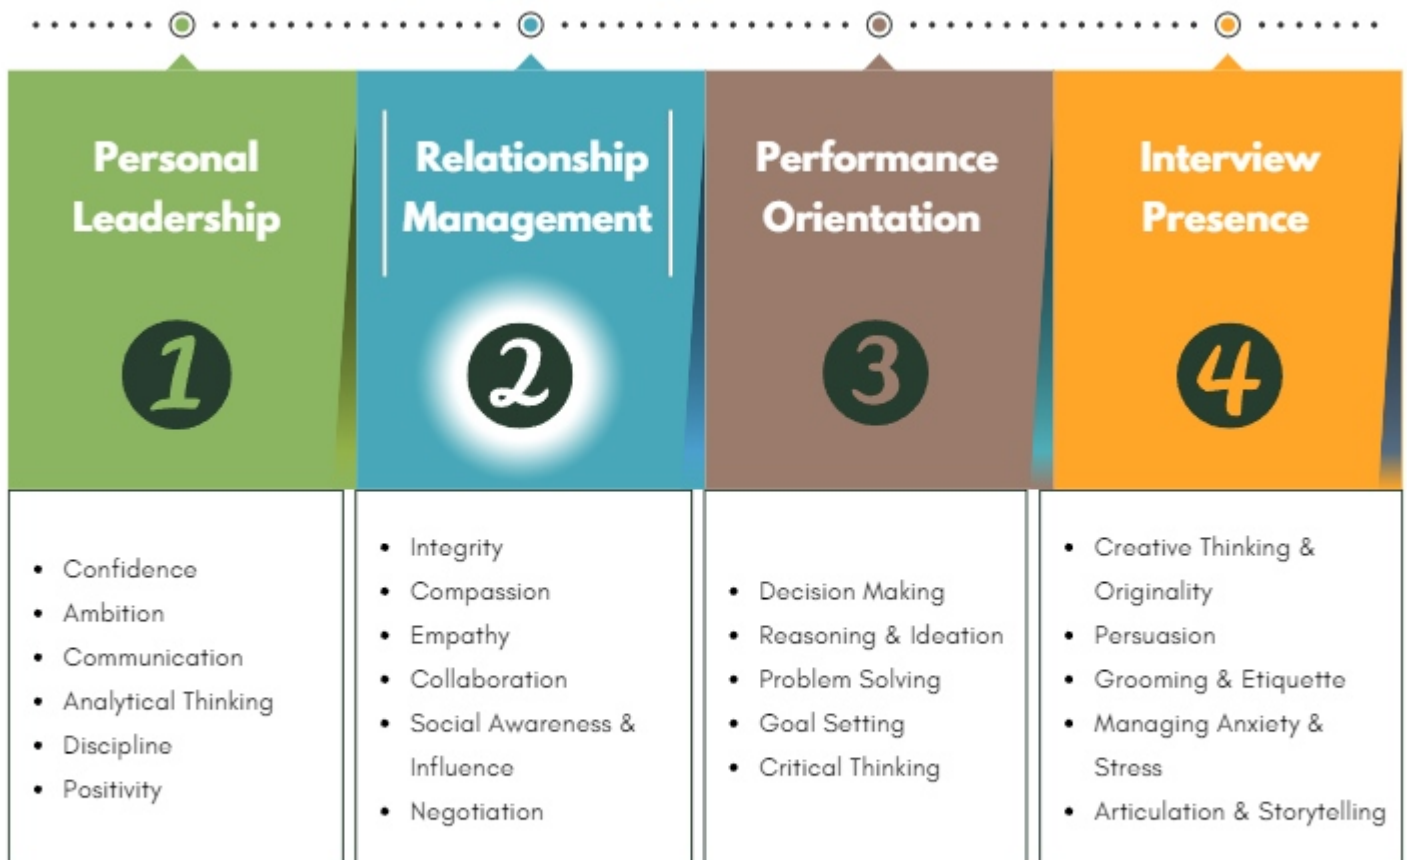 Personal
Leadership
1
Confidence
Ambition
Communication
Analytical Thinking
Discipline
Positivity
Relationship
Management
2
Integrity
Compassion
Empathy
Collaboration
Social Awareness &
Influence
Negotiation
Performance
Orientation
3
Decision Making
Reasoning & Ideation
Problem Solving
Goal Setting
Critical Thinking
Interview
Presence
4
Creative Thinking &
Originality
Persuasion
Grooming & Etiquette
Managing Anxiety &
Stress
Articulation & Storytelling